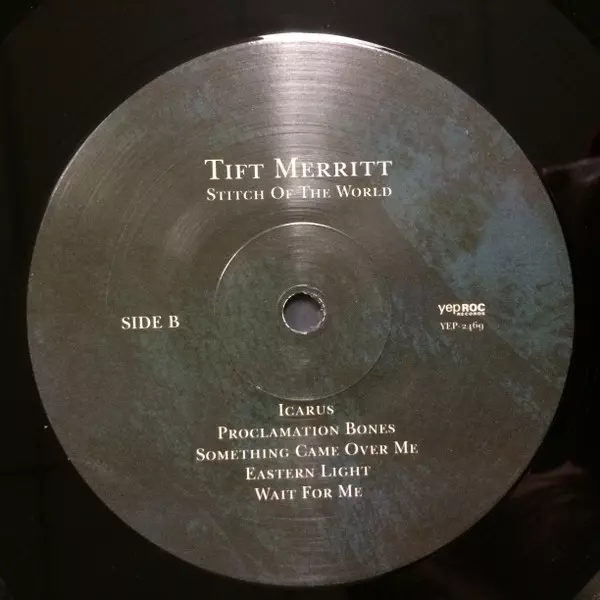 Tift Merritt
Stitch Of The World
SIDE B
yepROC
RECORDS
YEP-2469
Icarus
Proclamation Bones
Something Came Over Me
Eastern Light
Wait For Me